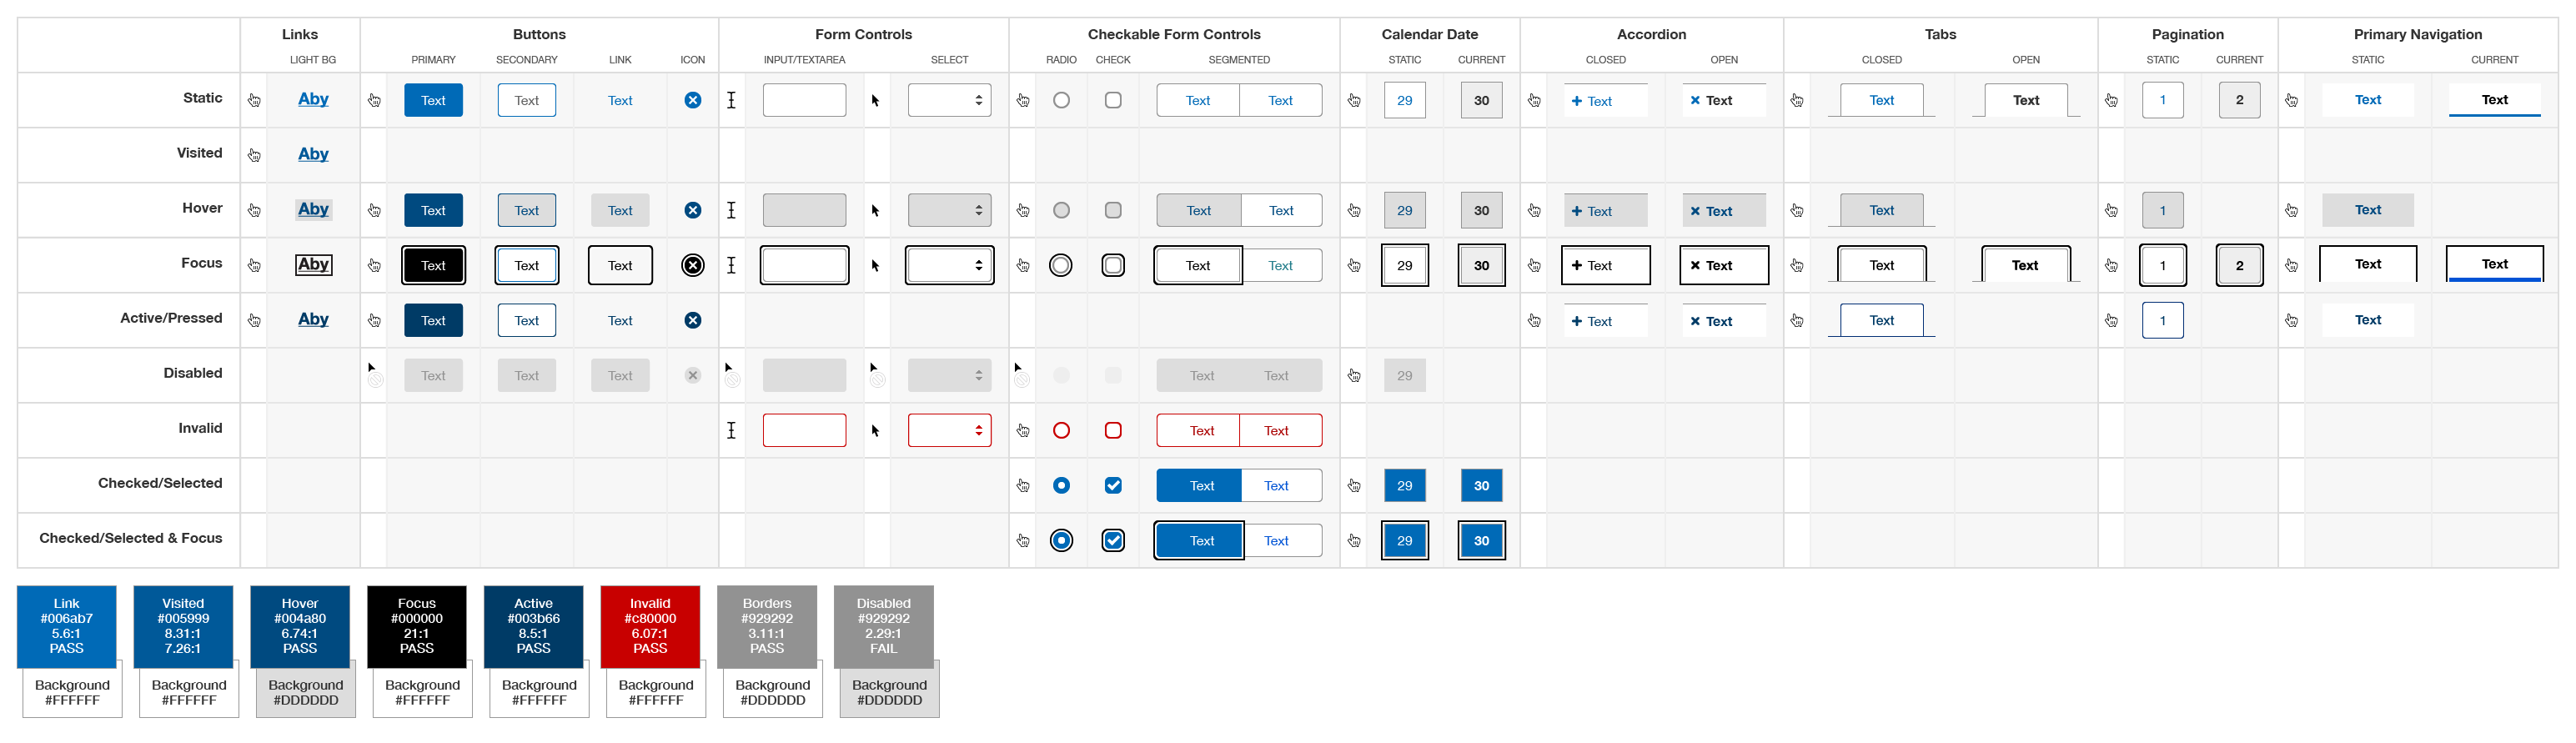 Links Buttons Form Controls Checkable Form Controls Calendar Date Accordion Tabs Pagination Primary Navigation
LIGHT BG PRIMARY SECONDARY LINK ICON INPUT/TEXTAREA SELECT RADIO CHECK SEGMENTED STATIC CURRENT CLOSED OPEN CLOSED OPEN STATIC CURRENT STATIC CURRENT
Static Aby Text Text Text Text Text 29 30 Text Text Text Text 1 2 Text Text
Visited Aby
Hover Aby Text Text Text Text Text 29 30 Text Text Text 1 Text
Focus Aby Text Text Text Text Text 29 30 Text Text Text Text 1 2 Text Text
Active/Pressed Aby Text Text Text Text Text Text 1 Text
Disabled Text Text Text Text Text 29
Invalid Text Text
Checked/Selected Text Text 29 30
Checked/Selected & Focus Text Text 29 30
Link
#006ab7
5.6:1
PASS
Background
#FFFFFF
Visited
#005999
8.31:1
7.26:1
Background
#FFFFFF
Hover
#004a80
6.74:1
PASS
Background
#DDDDDD
Focus
#000000
21:1
PASS
Background
#FFFFFF
Active
#003b66
8.5:1
PASS
Background
#FFFFFF
Invalid
#c80000
6.07:1
PASS
Background
#FFFFFF
Borders
#929292
3.11:1
PASS
Background
#DDDDDD
Disabled
#929292
2.29:1
FAIL
Background
#DDDDDD